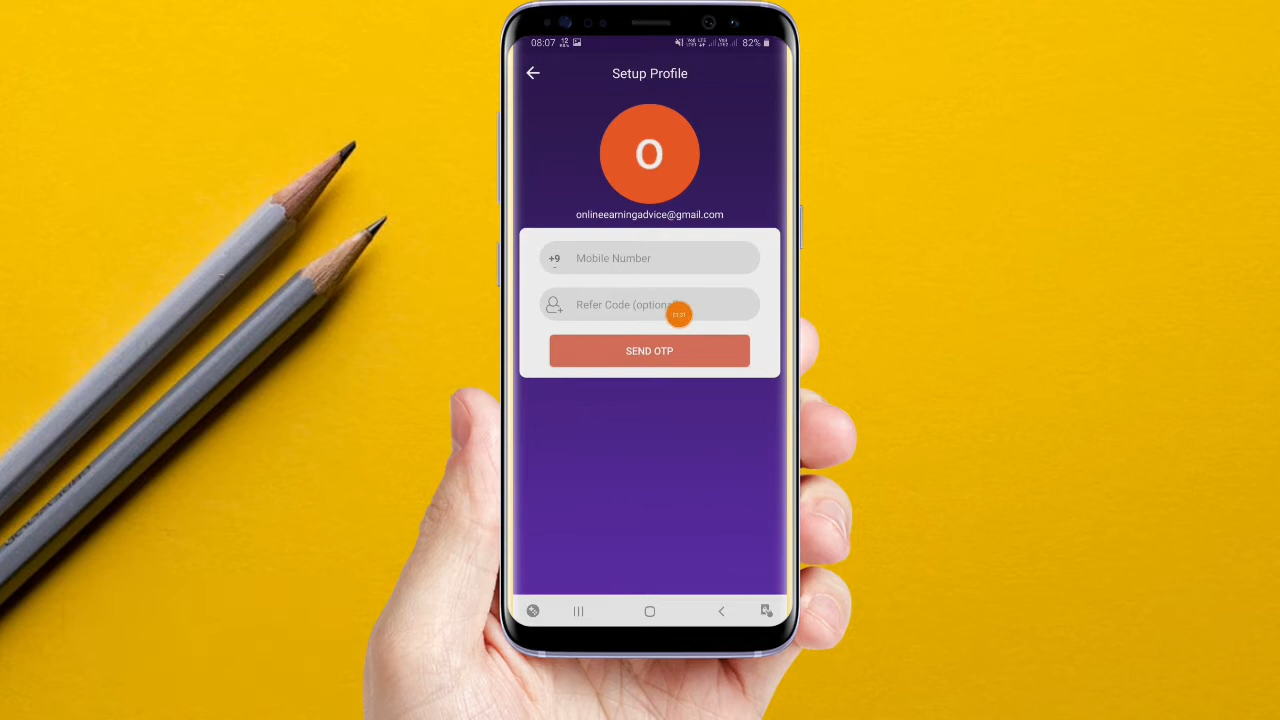 08:07
82%
Setup Profile
O
onlineearningadvice@gmail.com
+9 Mobile Number
Refer Code (optional
SEND OTP